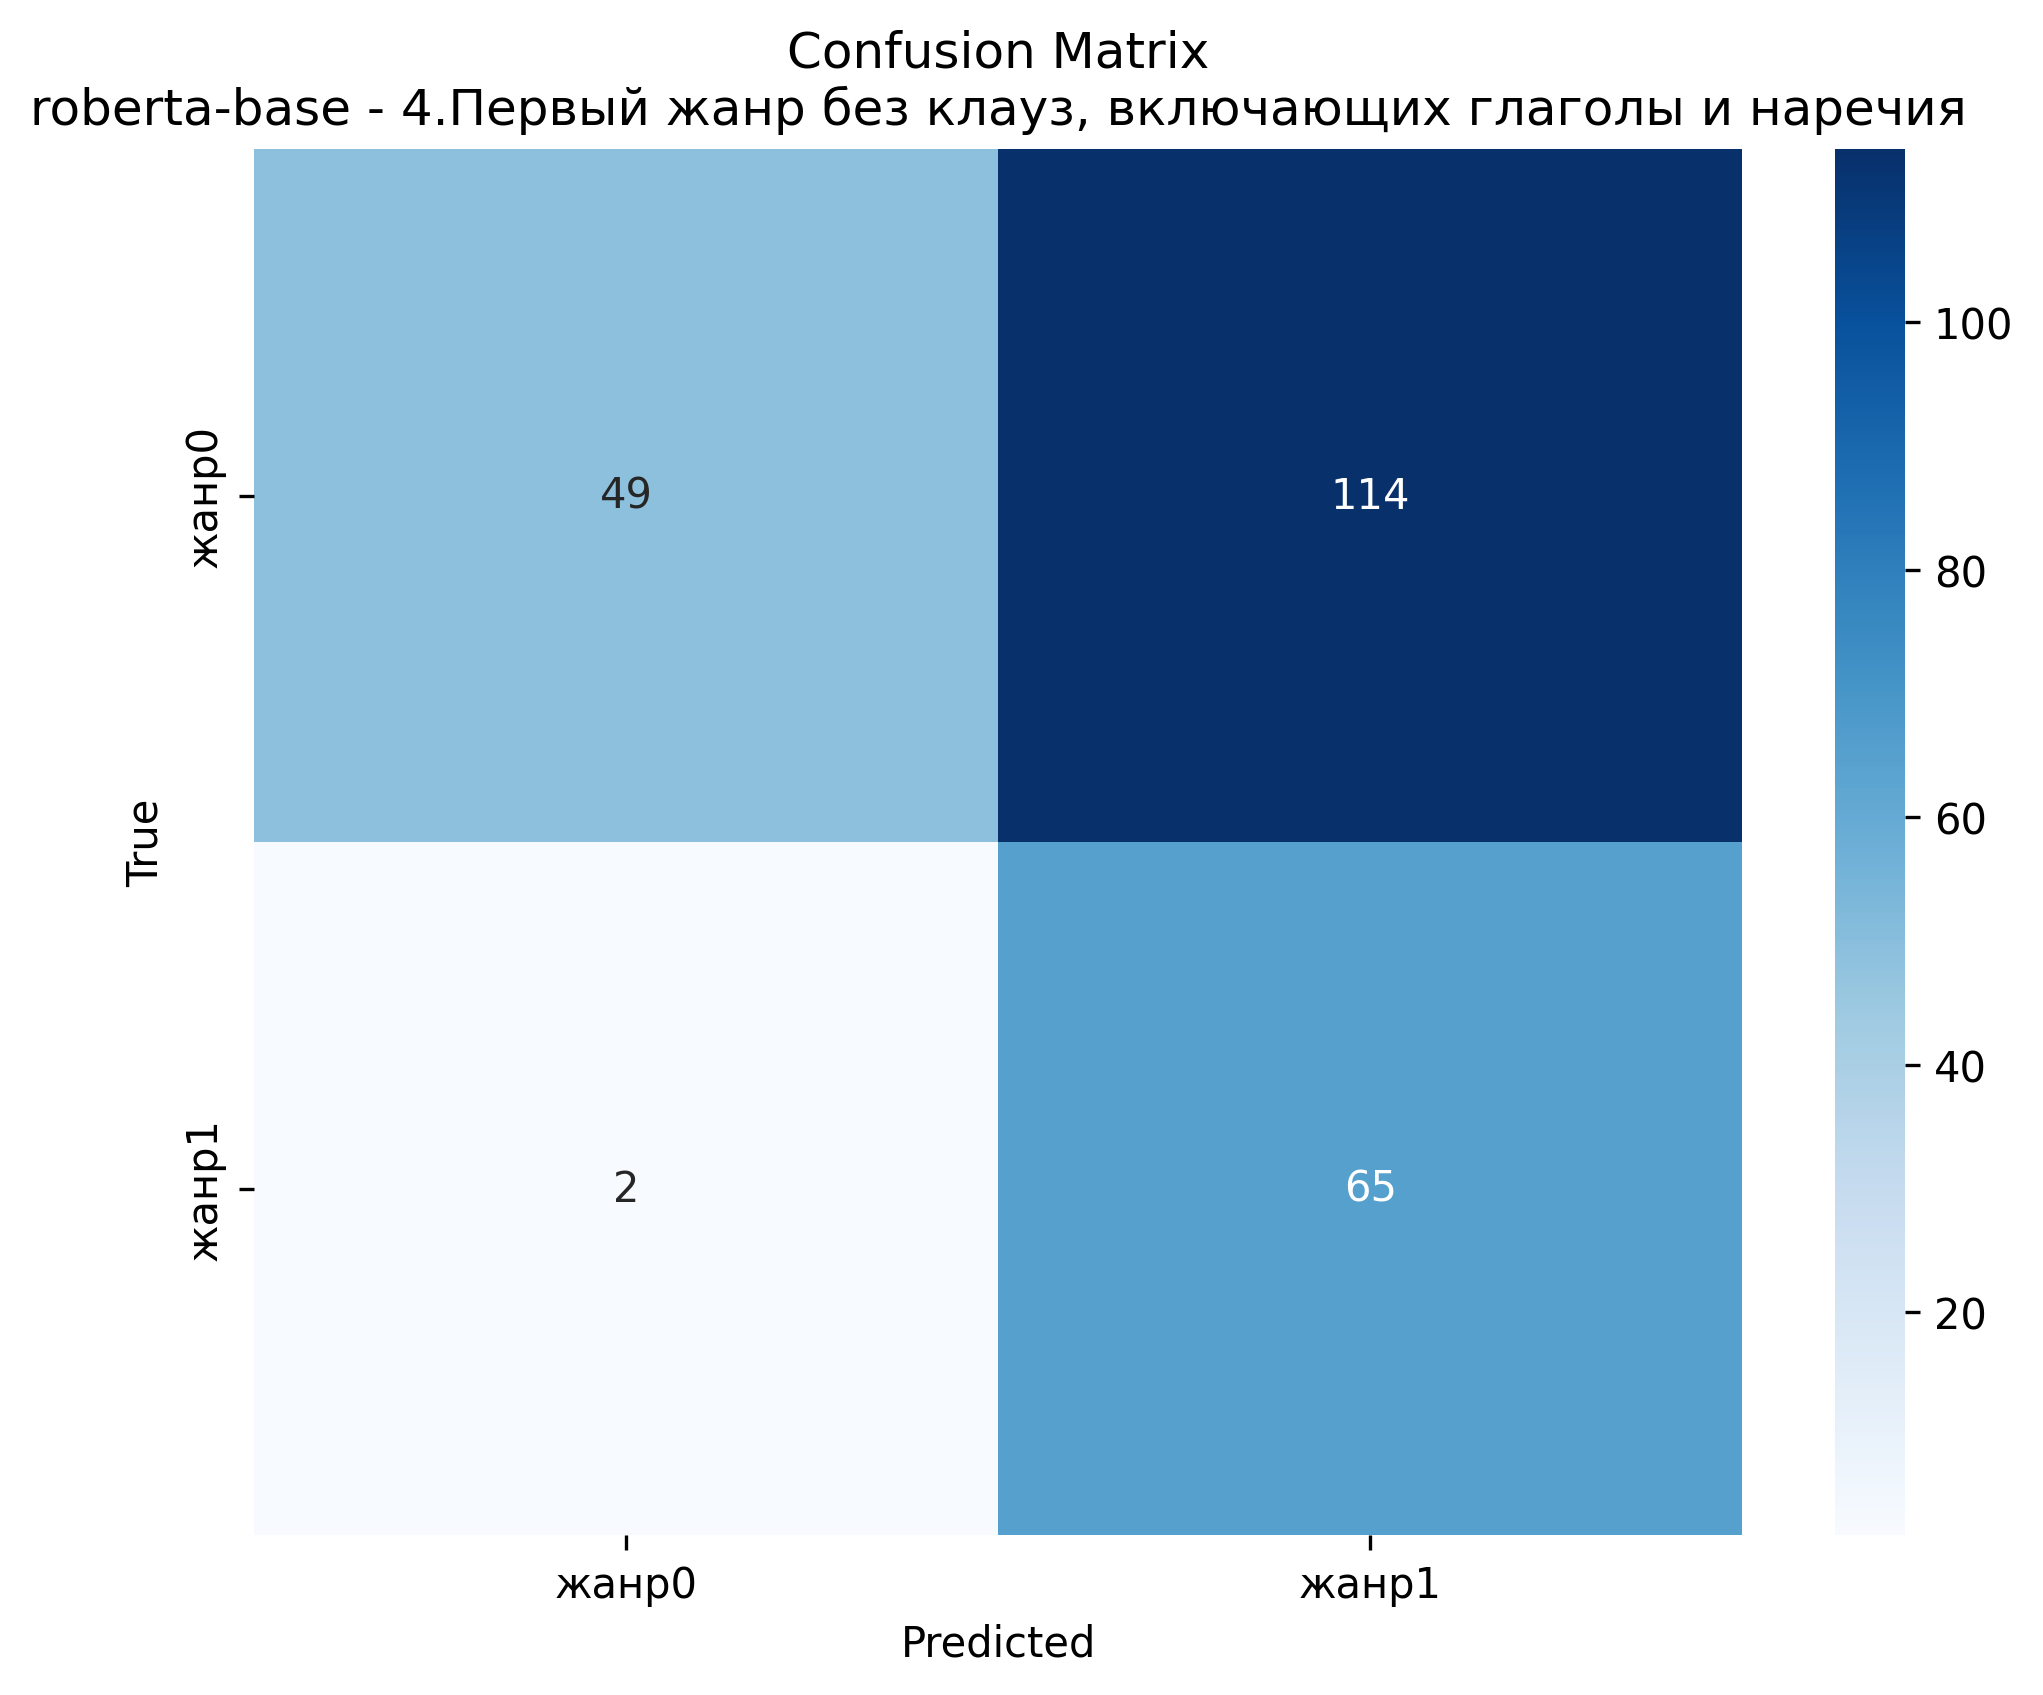 Confusion Matrix
roberta-base - 4.Первый жанр без клауз, включающих глаголы и наречия
True
жанр0
49
114
жанр1
2
65
жанр0
жанр1
Predicted
100
80
60
40
20